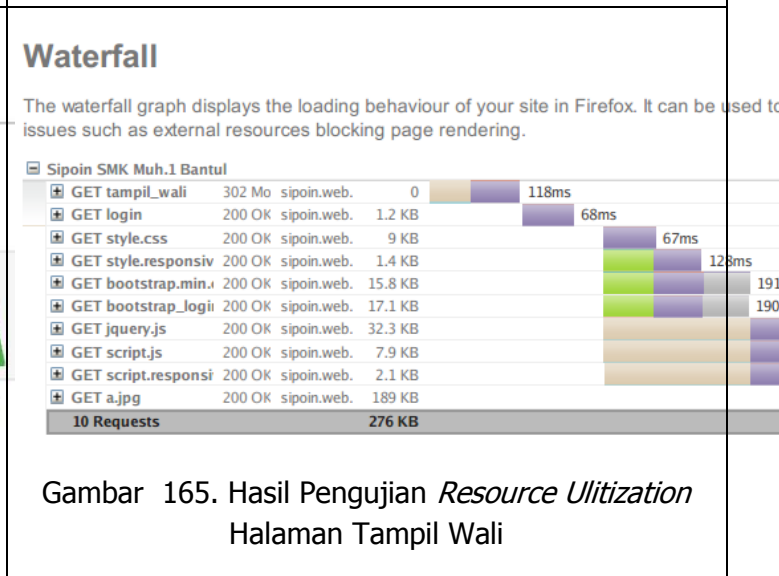 Waterfall
The waterfall graph displays the loading behaviour of your site in Firefox. It can be used to
issues such as external resources blocking page rendering.
Sipoin SMK Muh.1 Bantul
GET tampil_wali 302 Mo sipoin.web. 0 118ms
GET login 200 OK sipoin.web. 1.2 KB 68ms
GET style.css 200 OK sipoin.web. 9 KB 67ms
GET style.responsiv 200 OK sipoin.web. 1.4 KB 128ms
GET bootstrap.min. 200 OK sipoin.web. 15.8 KB 191
GET bootstrap_logi 200 OK sipoin.web. 17.1 KB 190
GET jquery.js 200 OK sipoin.web. 32.3 KB
GET script.js 200 OK sipoin.web. 7.9 KB
GET script.responsi 200 OK sipoin.web. 2.1 KB
GET a.jpg 200 OK sipoin.web. 189 KB
10 Requests 276 KB
Gambar 165. Hasil Pengujian Resource Ulitization
Halaman Tampil Wali